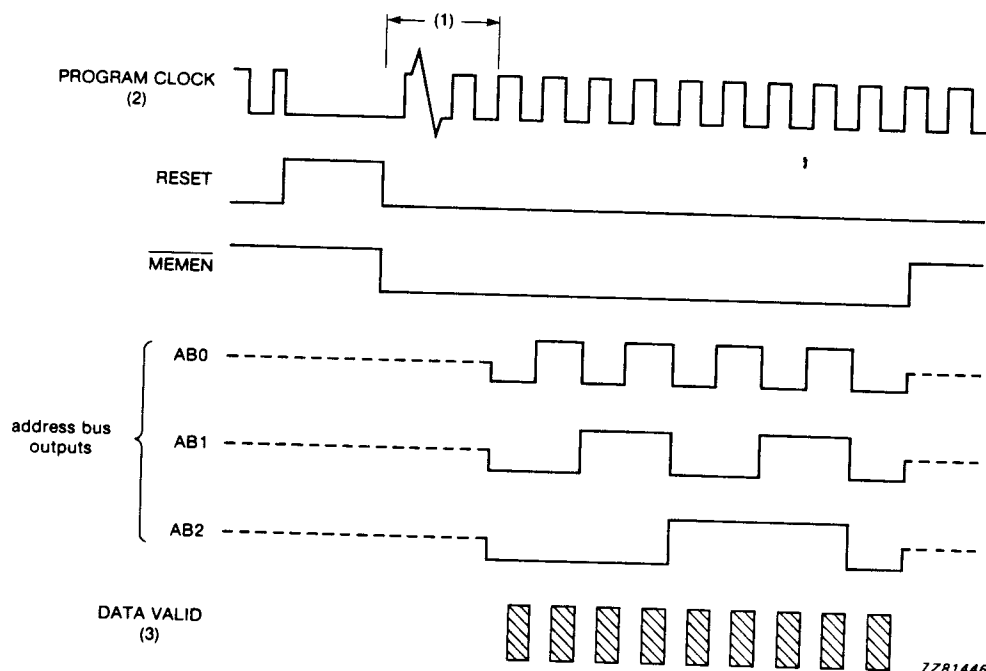 (1)
PROGRAM CLOCK
(2)
RESET
MEMEN
AB0
address bus
outputs
AB1
AB2
DATA VALID
(3)
7Z81446